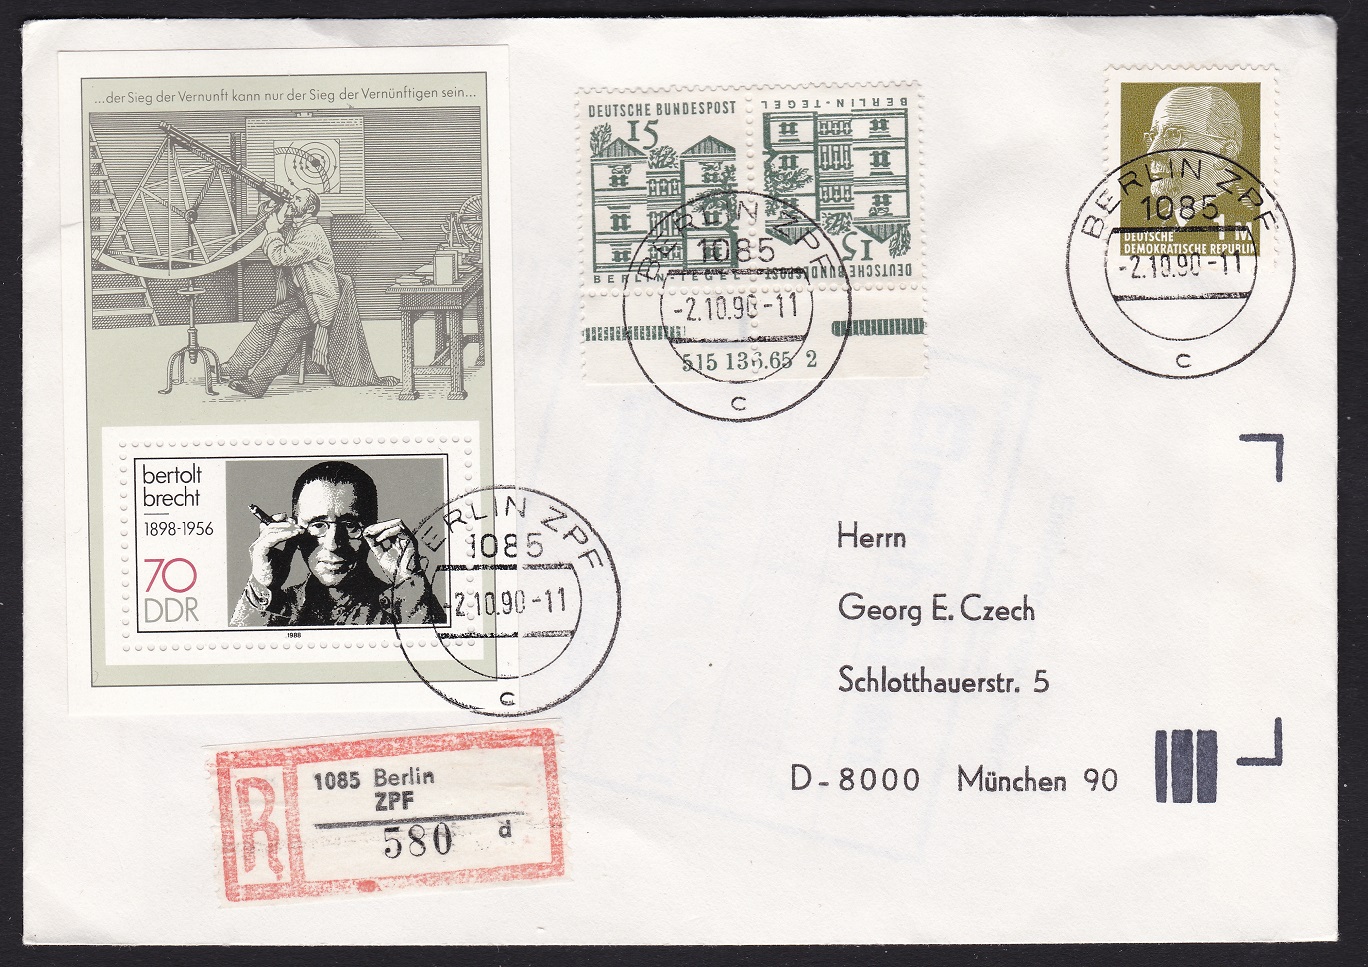 ...der Sieg der Vernunft kann nur der Sieg der Vernünftigen sein...
bertolt
brecht
1898-1956
70
DDR
1988
BERLIN ZPF
1085
-2.10.90-11
c
DEUTSCHE BUNDESPOST
15
BERLIN-TEGEL
DEUTSCHE BUNDESPOST
15
BERLIN-TEGEL
515 136.65 2
BERLIN ZPF
1085
-2.10.90-11
c
1 M
DEUTSCHE
DEMOKRATISCHE REPUBLIK
BERLIN ZPF
1085
-2.10.90-11
c
Herrn
Georg E. Czech
Schlotthauerstr. 5
D-8000 München 90
R
1085 Berlin
ZPF
580 d